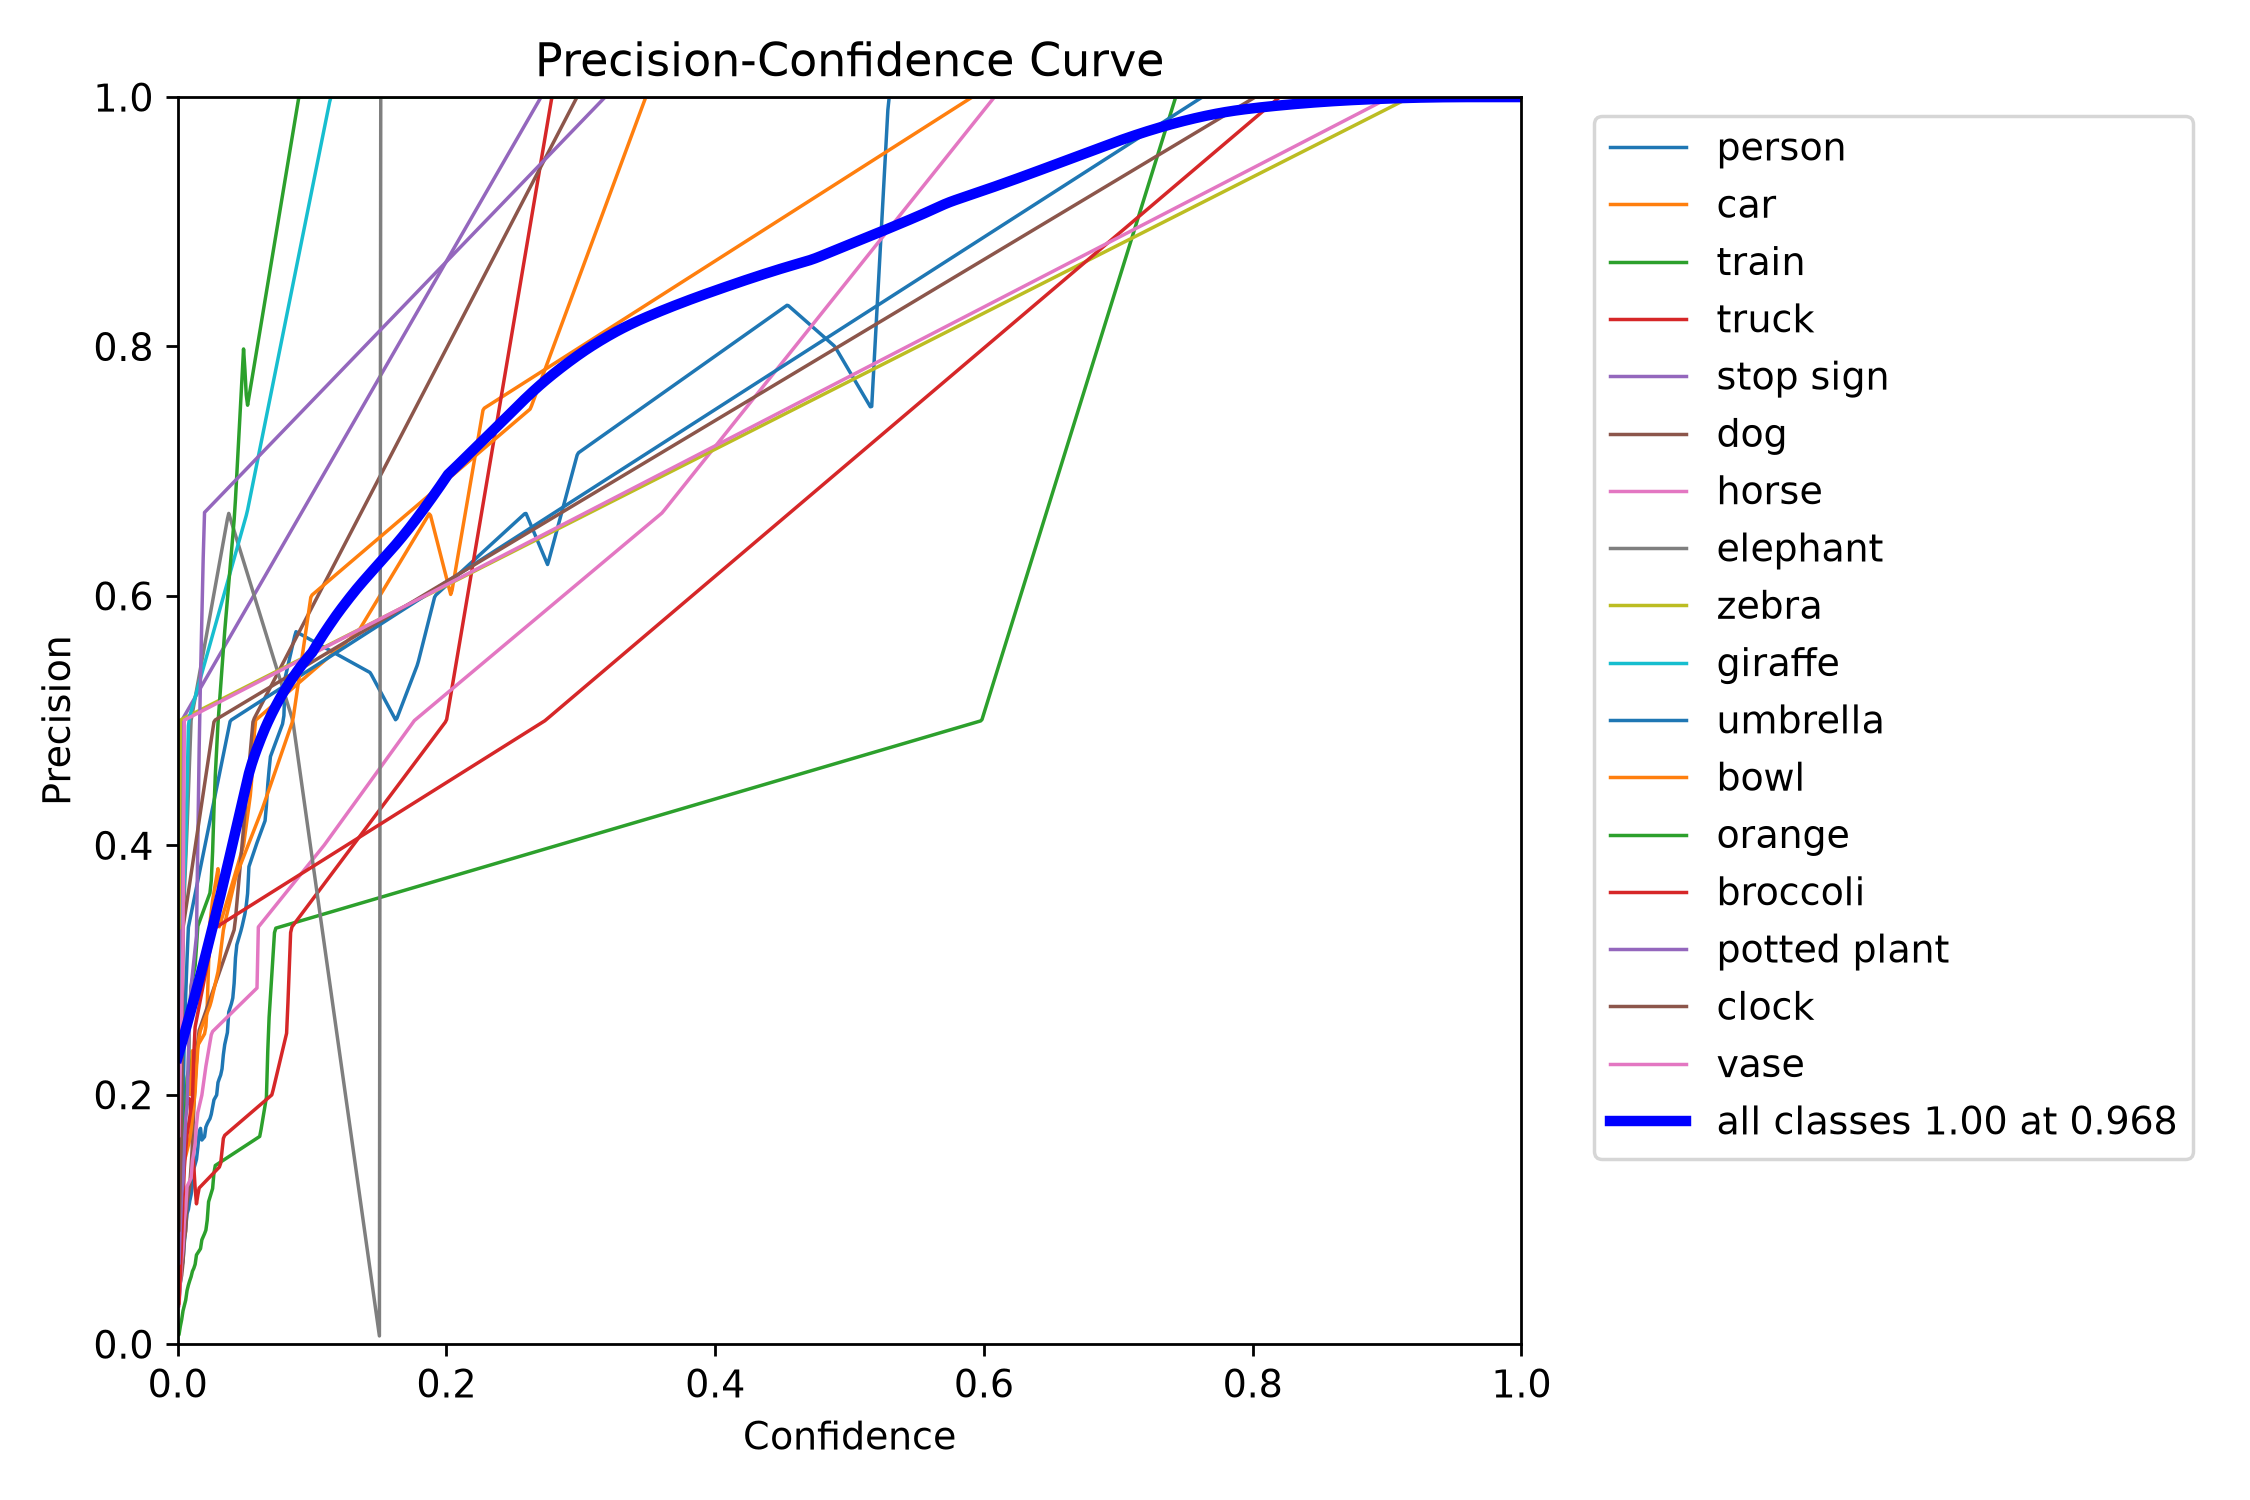 Precision-Confidence Curve
1.0
0.8
0.6
0.4
0.2
0.0
Precision
0.0 0.2 0.4 0.6 0.8 1.0
Confidence
person
car
train
truck
stop sign
dog
horse
elephant
zebra
giraffe
umbrella
bowl
orange
broccoli
potted plant
clock
vase
all classes 1.00 at 0.968